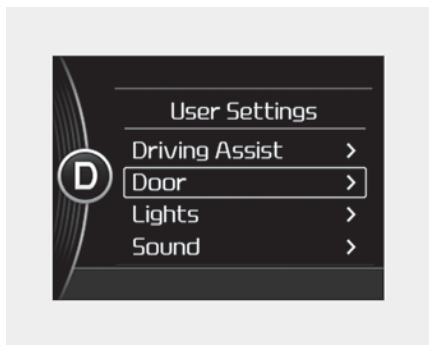 User Settings
Driving Assist >
D
Door >
Lights >
Sound >